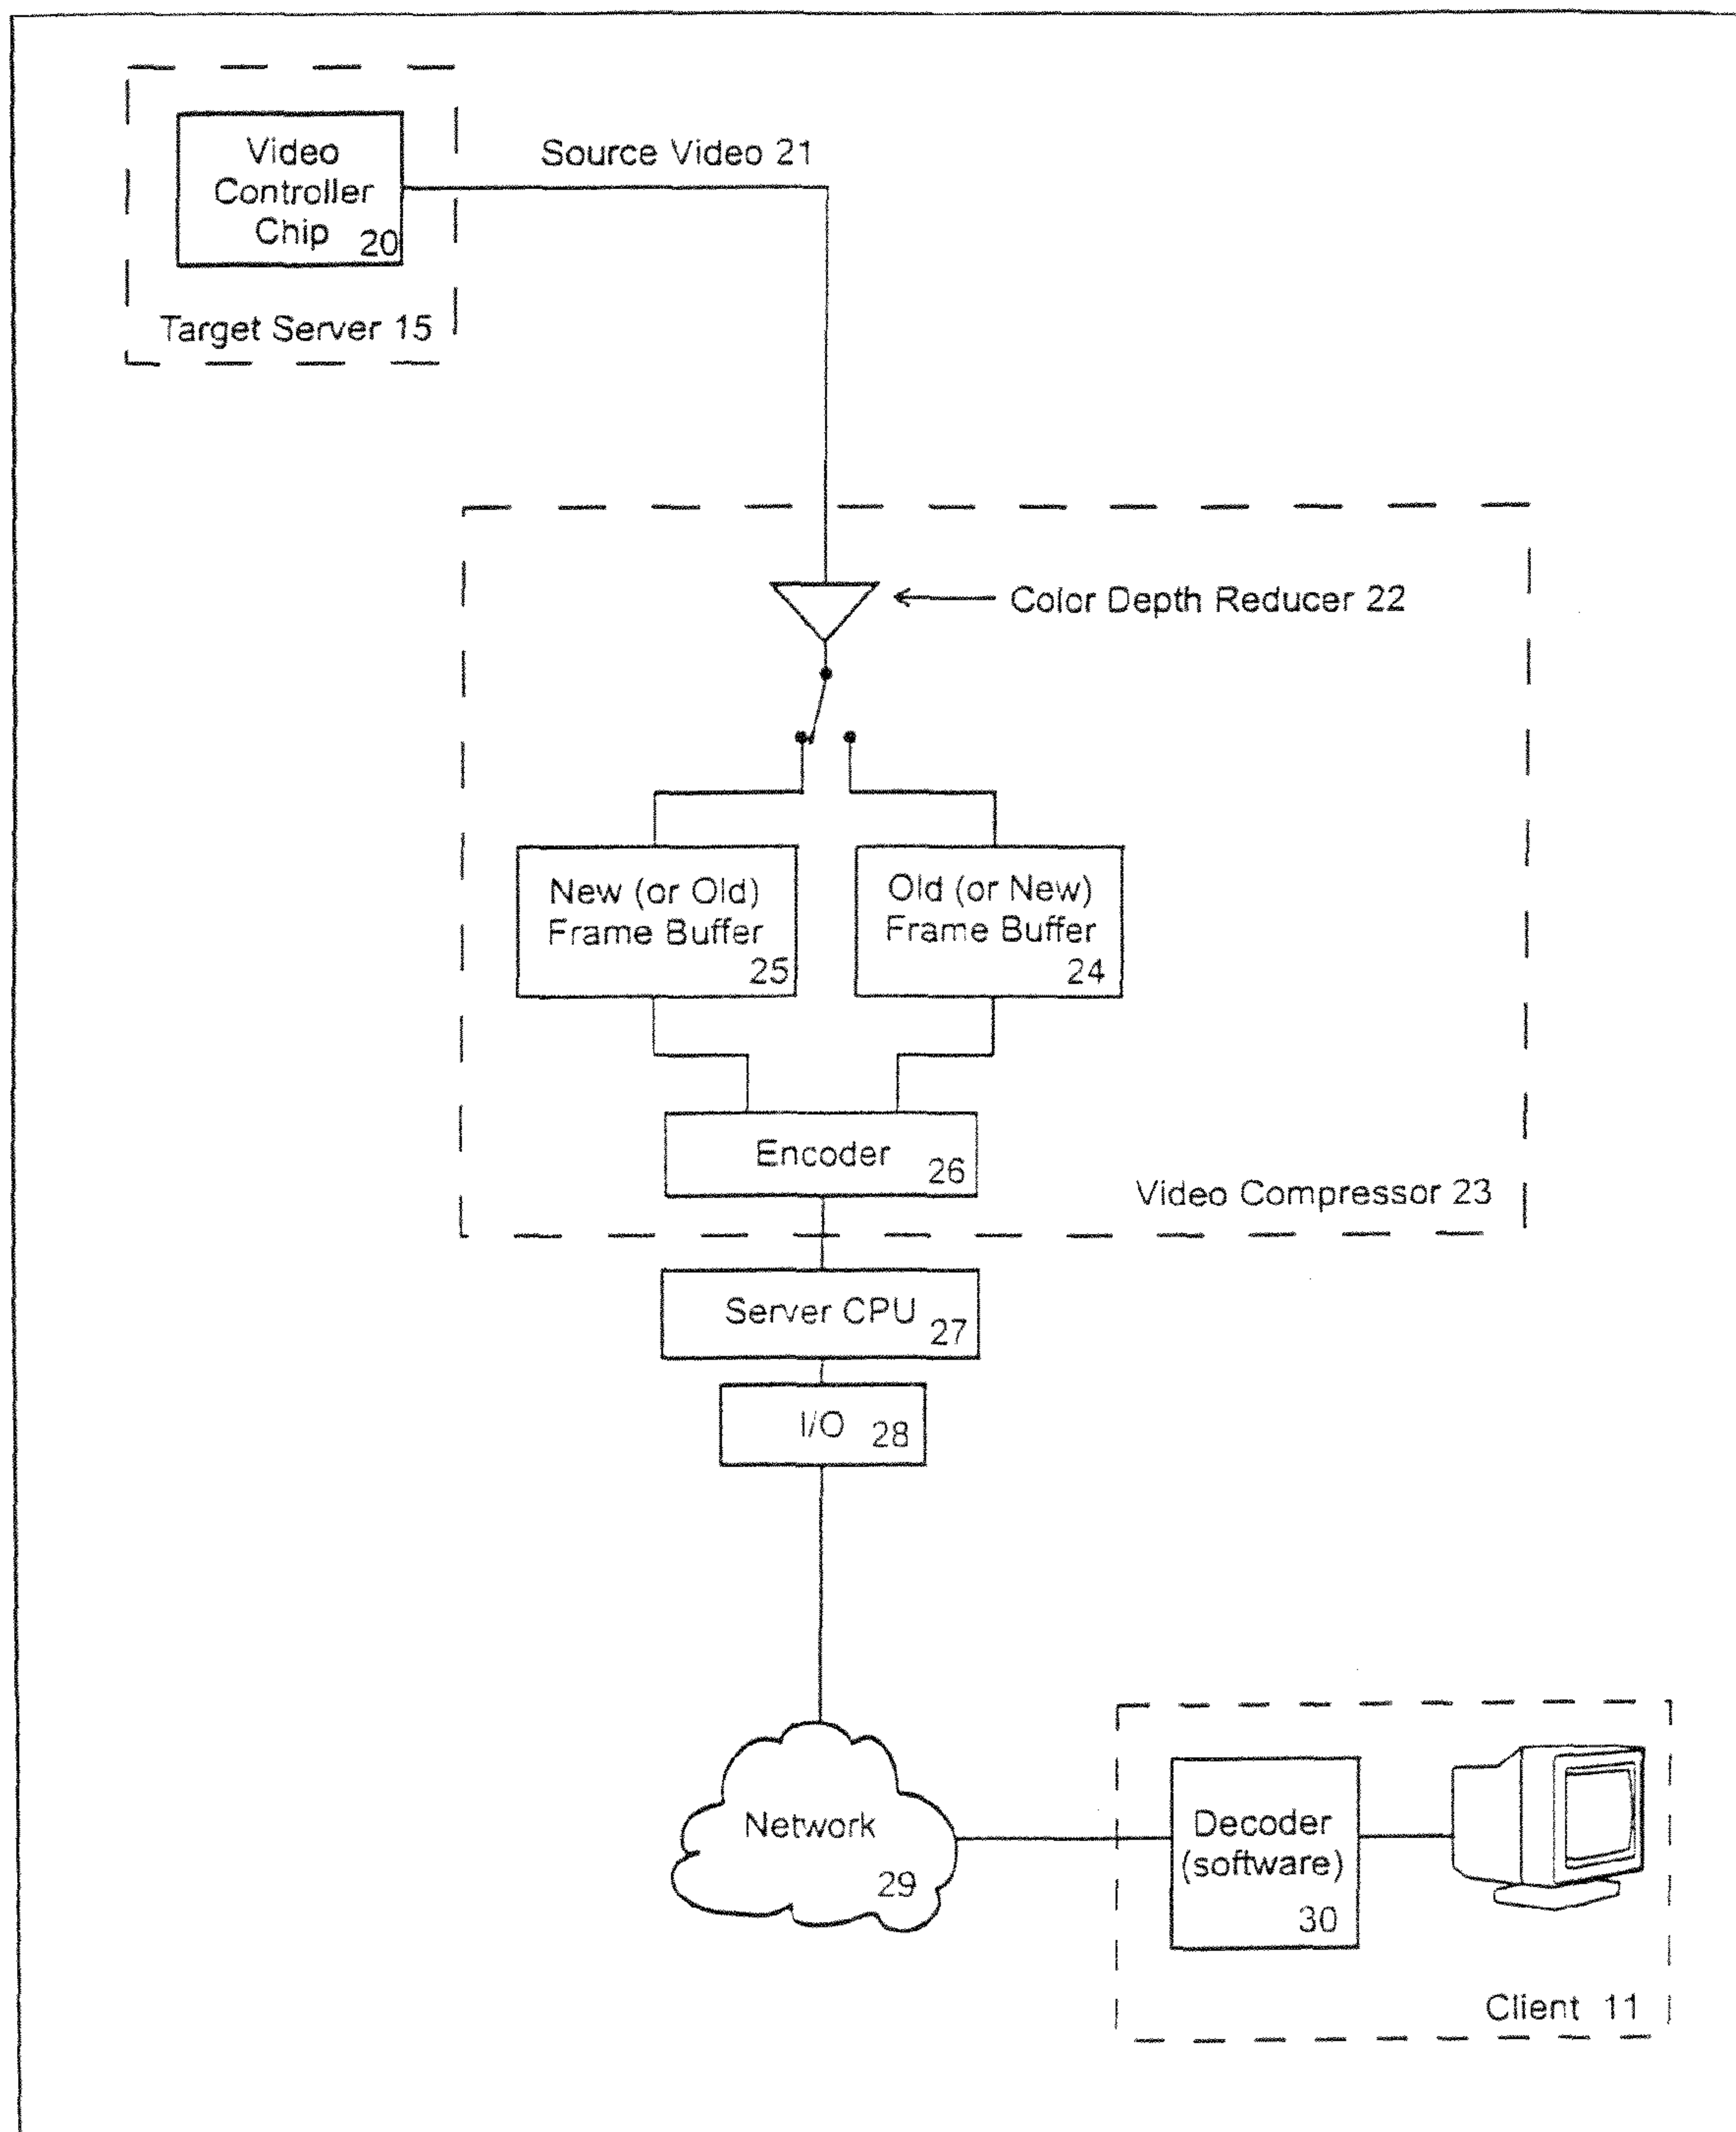 Video
Controller
Chip 20
Source Video 21
Target Server 15
Color Depth Reducer 22
New (or Old)
Frame Buffer
25
Old (or New)
Frame Buffer
24
Encoder 26
Video Compressor 23
Server CPU 27
I/O 28
Network
29
Decoder
(software)
30
Client 11